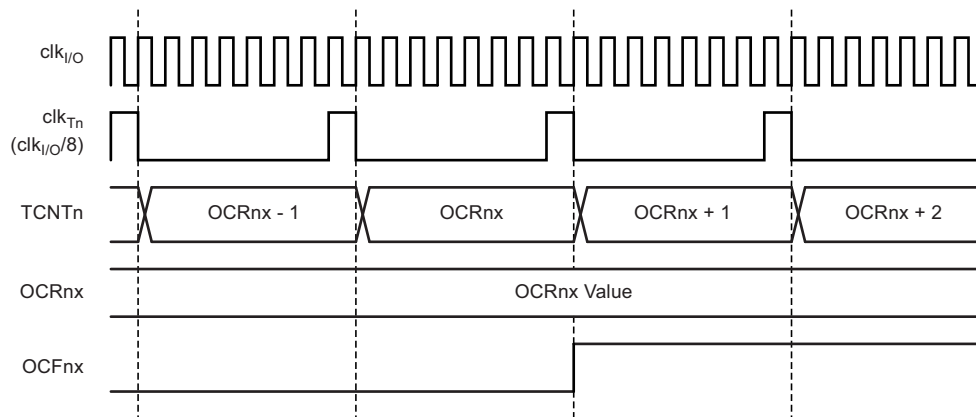 clkI/O
clkTn
(clkI/O/8)
TCNTn OCRnx - 1 OCRnx OCRnx + 1 OCRnx + 2
OCRnx OCRnx Value
OCFnx